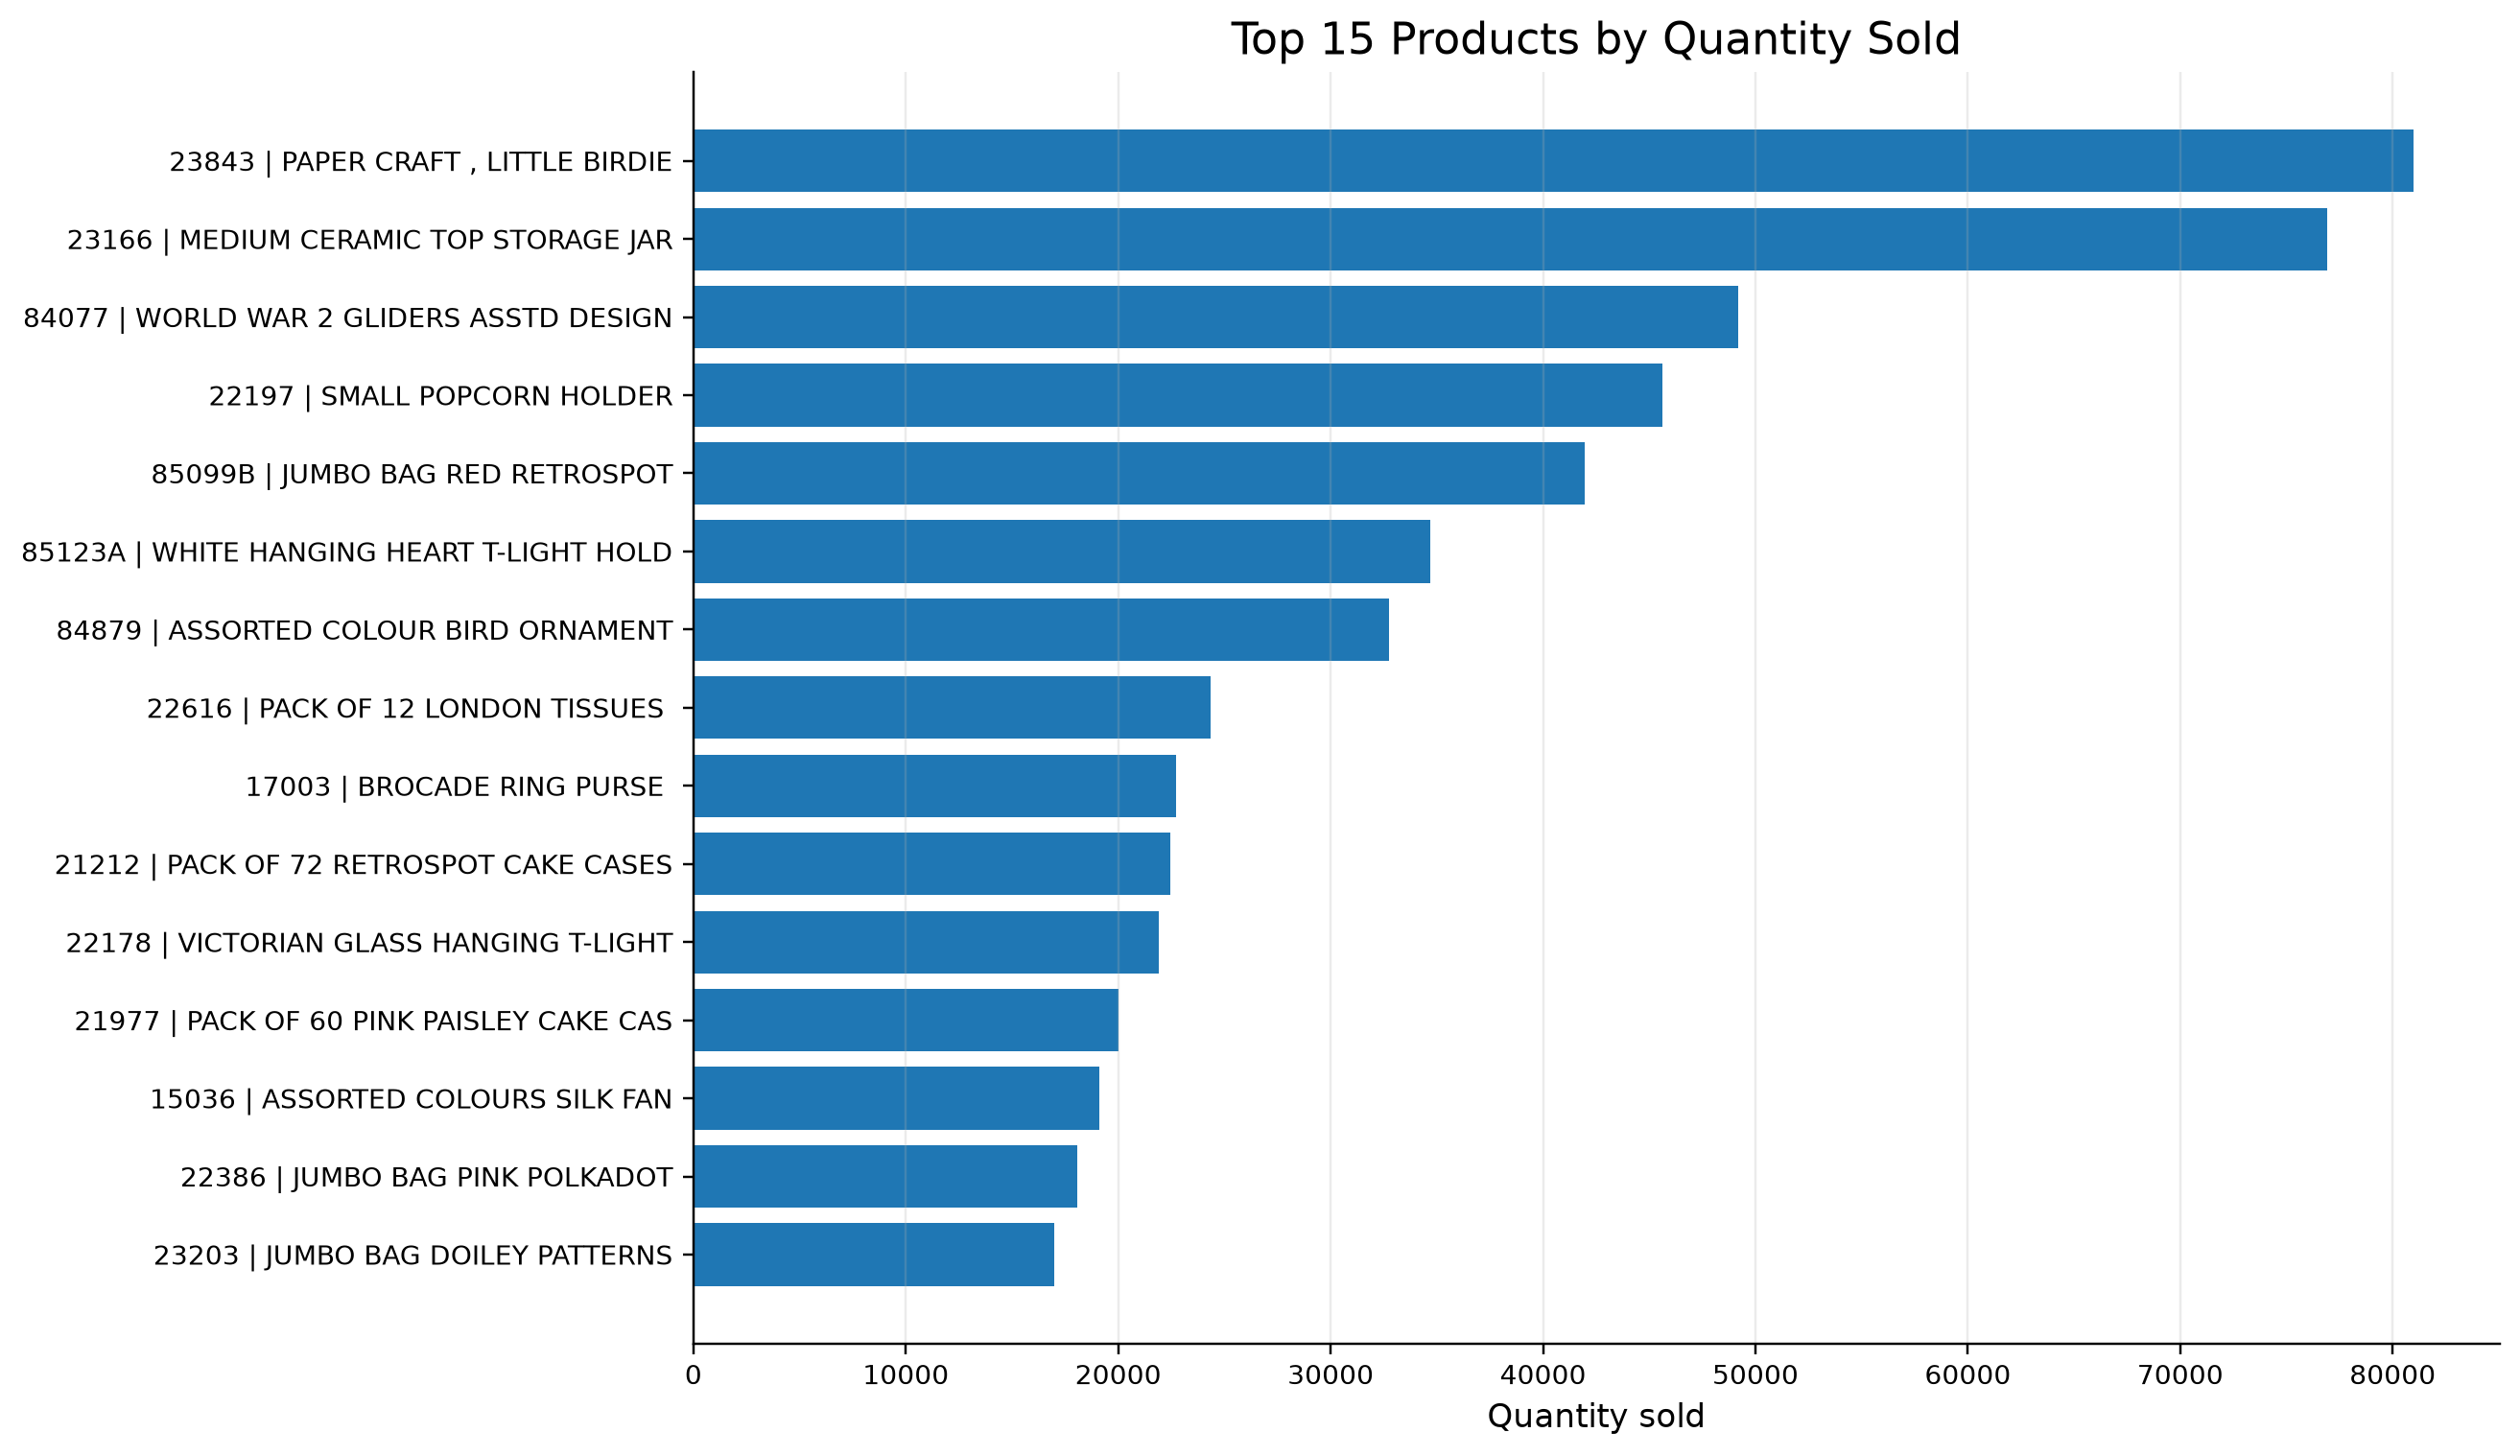 Top 15 Products by Quantity Sold
23843 | PAPER CRAFT , LITTLE BIRDIE
23166 | MEDIUM CERAMIC TOP STORAGE JAR
84077 | WORLD WAR 2 GLIDERS ASSTD DESIGN
22197 | SMALL POPCORN HOLDER
85099B | JUMBO BAG RED RETROSPOT
85123A | WHITE HANGING HEART T-LIGHT HOLD
84879 | ASSORTED COLOUR BIRD ORNAMENT
22616 | PACK OF 12 LONDON TISSUES
17003 | BROCADE RING PURSE
21212 | PACK OF 72 RETROSPOT CAKE CASES
22178 | VICTORIAN GLASS HANGING T-LIGHT
21977 | PACK OF 60 PINK PAISLEY CAKE CAS
15036 | ASSORTED COLOURS SILK FAN
22386 | JUMBO BAG PINK POLKADOT
23203 | JUMBO BAG DOILEY PATTERNS
0 10000 20000 30000 40000 50000 60000 70000 80000
Quantity sold